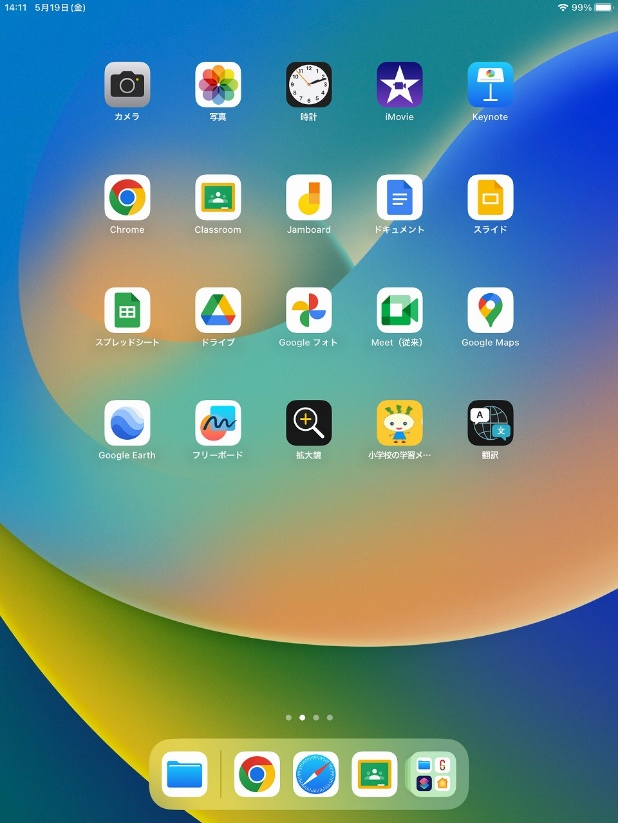 14:11 5月19日(金)
99%
カメラ
写真
時計
iMovie
Keynote
Chrome
Classroom
Jamboard
ドキュメント
スライド
スプレッドシート
ドライブ
Google フォト
Meet（従来）
Google Maps
Google Earth
フリーボード
拡大鏡
小学校の学習メ…
翻訳